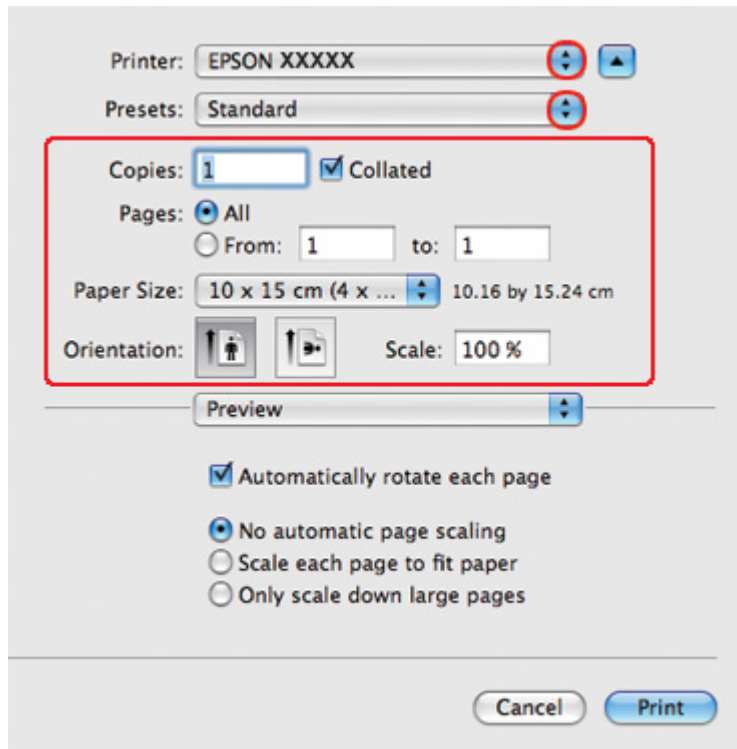 Printer: EPSON XXXXX
Presets: Standard
Copies: 1 Collated
Pages: All
From: 1 to: 1
Paper Size: 10 x 15 cm (4 x ... 10.16 by 15.24 cm
Orientation: Scale: 100 %
Preview
Automatically rotate each page
No automatic page scaling
Scale each page to fit paper
Only scale down large pages
Cancel Print